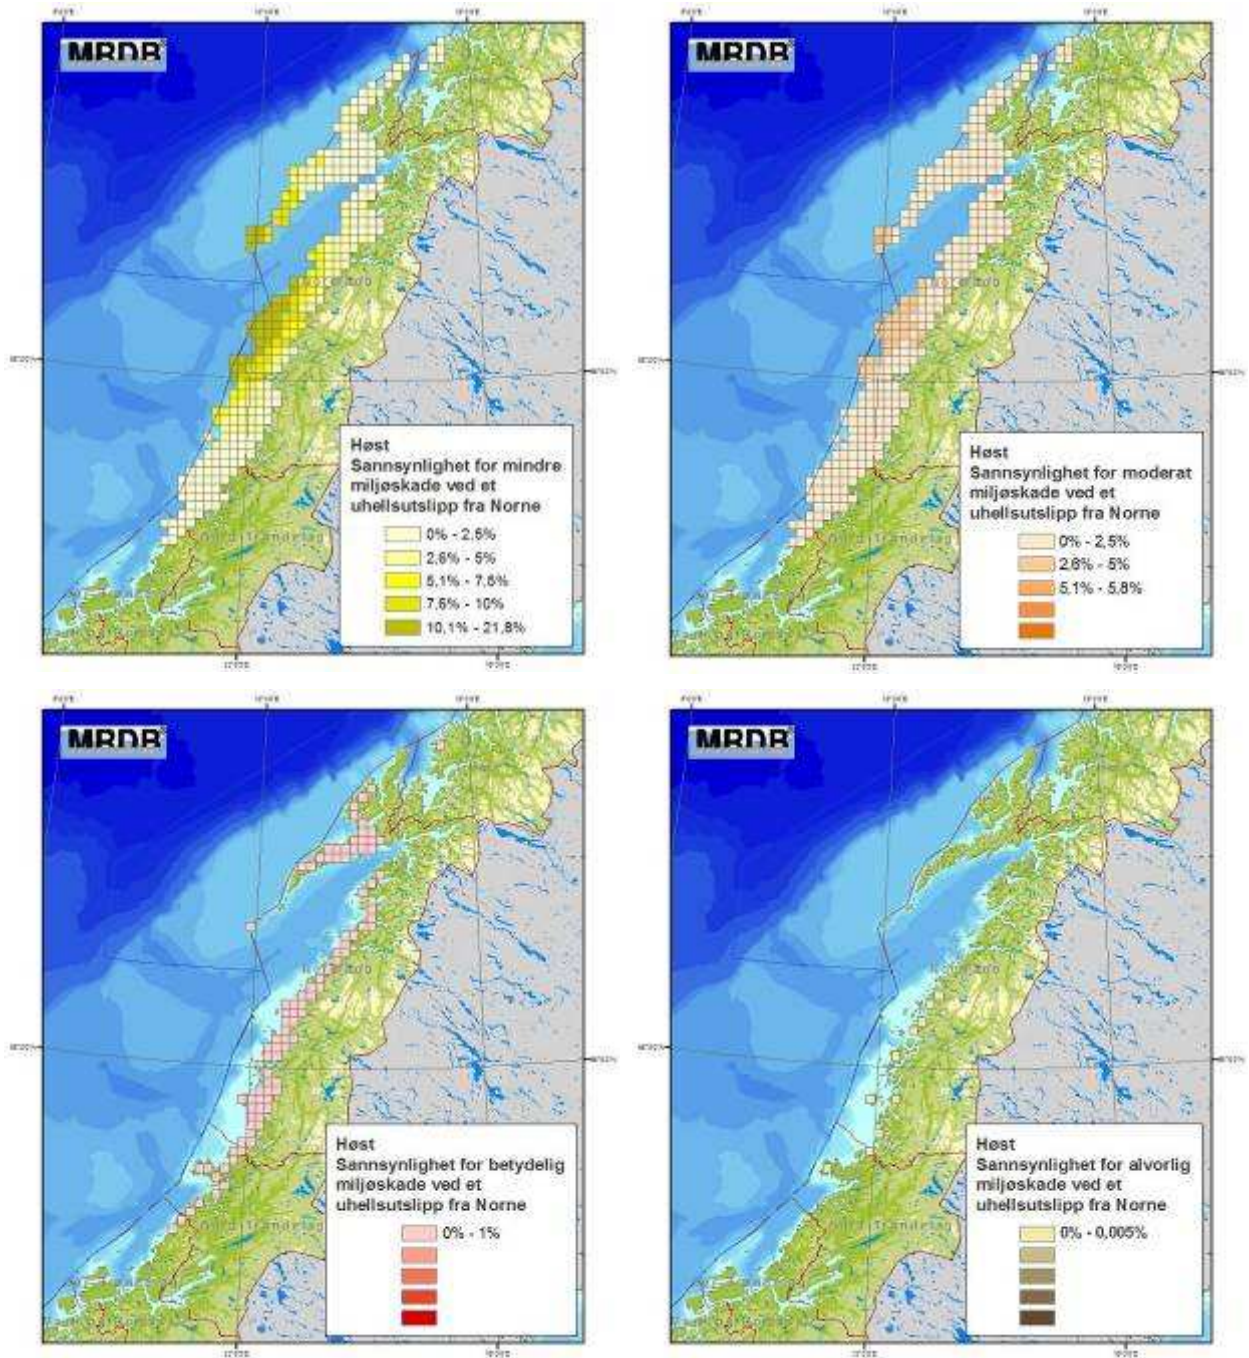 MRDB
Høst
Sannsynlighet for mindre
miljøskade ved et
uhellsutslipp fra Norne
0% - 2,5%
2,6% - 5%
5,1% - 7,5%
7,6% - 10%
10,1% - 21,8%
MRDB
Høst
Sannsynlighet for moderat
miljøskade ved et
uhellsutslipp fra Norne
0% - 2,5%
2,6% - 5%
5,1% - 5,8%
MRDB
Nord-Trøndelag
Høst
Sannsynlighet for betydelig
miljøskade ved et
uhellsutslipp fra Norne
0% - 1%
MRDB
Nord-Trøndelag
Høst
Sannsynlighet for alvorlig
miljøskade ved et
uhellsutslipp fra Norne
0% - 0,005%